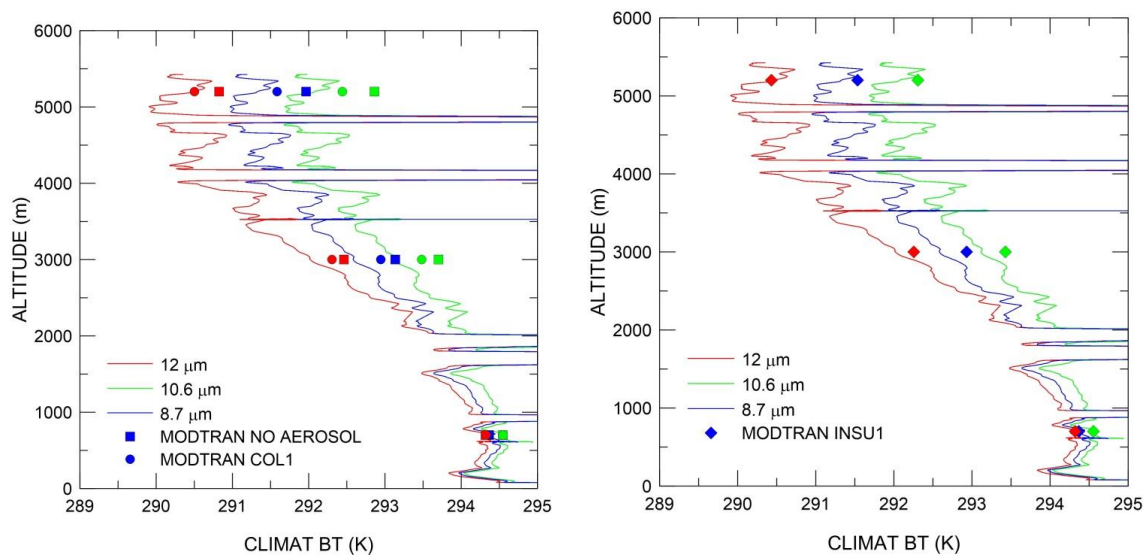 6000
5000
4000
3000
2000
1000
0
ALTITUDE (m)
12 μm
10.6 μm
8.7 μm
MODTRAN NO AEROSOL
MODTRAN COL1
289 290 291 292 293 294 295
CLIMAT BT (K)
6000
5000
4000
3000
2000
1000
0
ALTITUDE (m)
12 μm
10.6 μm
8.7 μm
MODTRAN INSU1
289 290 291 292 293 294 295
CLIMAT BT (K)